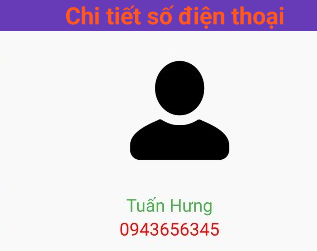 Chi tiết số điện thoại
Tuấn Hưng
0943656345